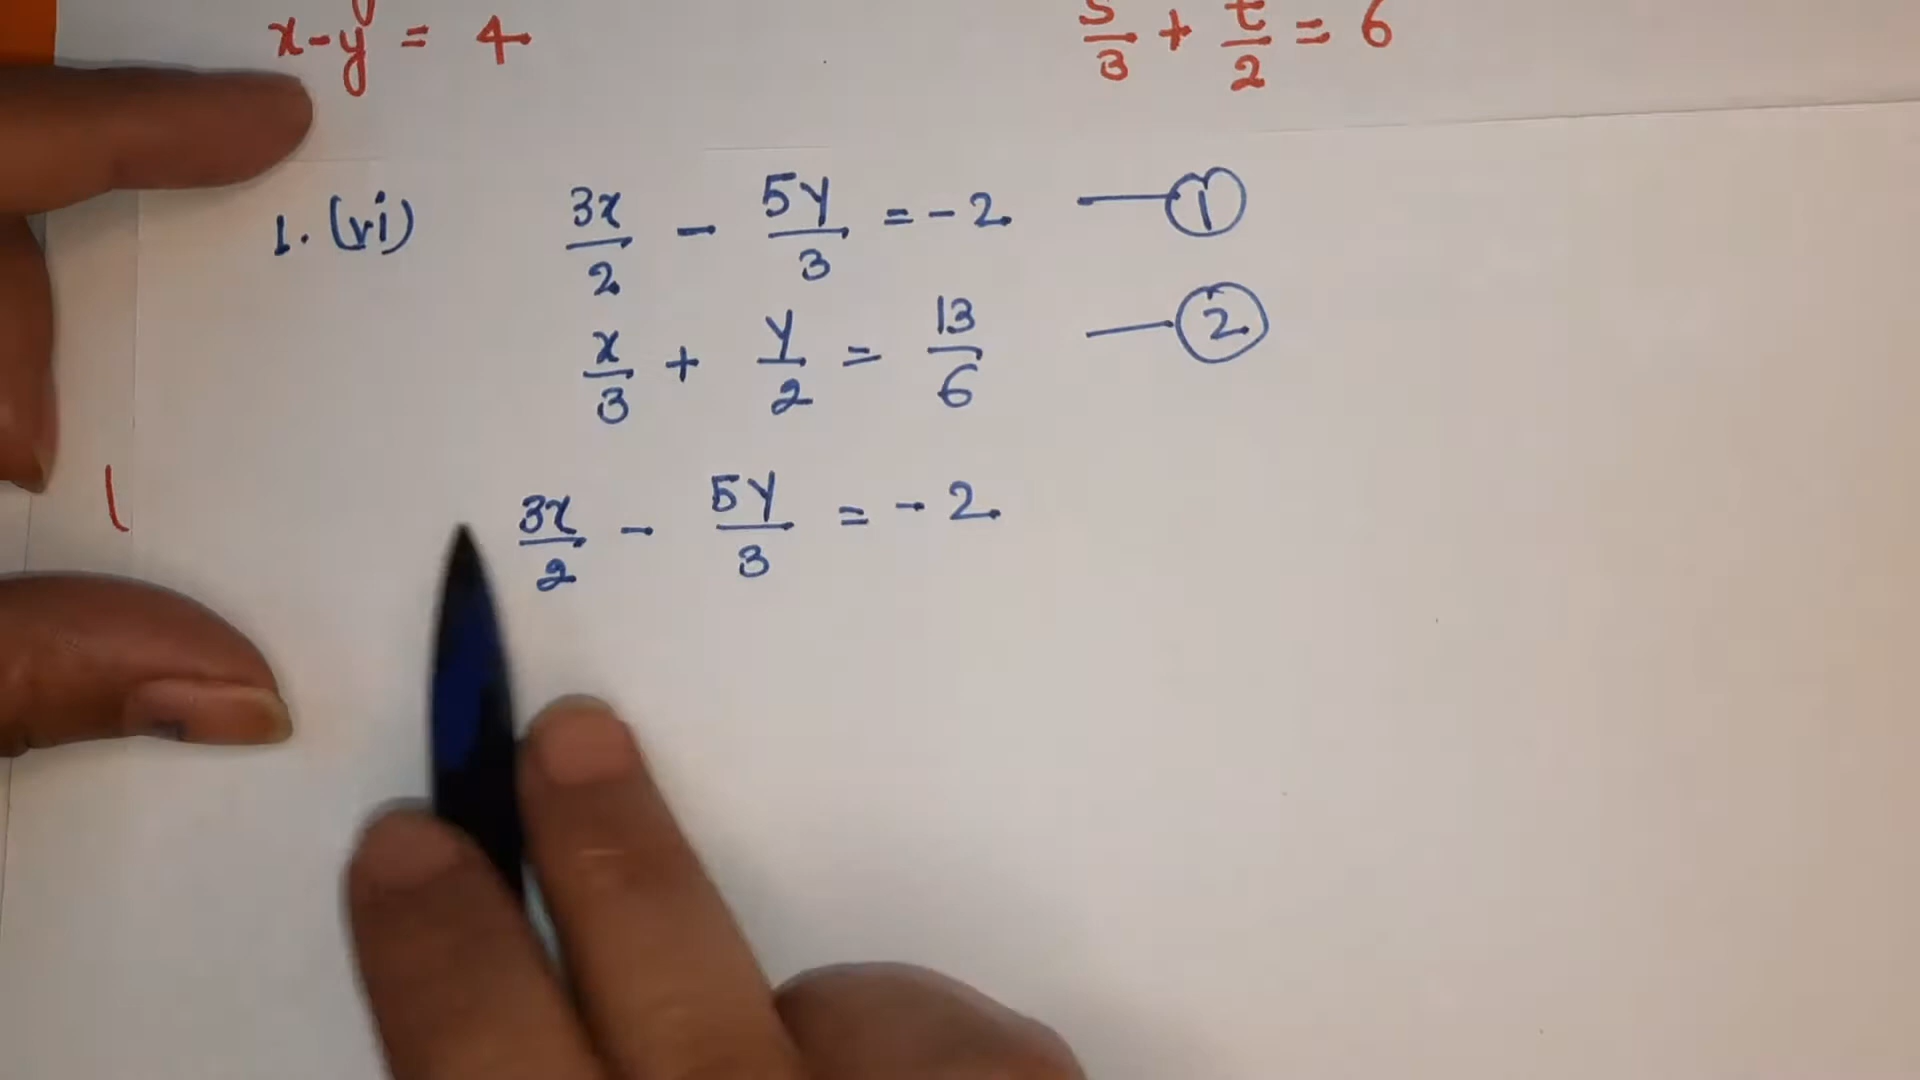 x-y = 4
s/3 + t/2 = 6
1. (vi) 3x/2 - 5y/3 = -2 — ①
x/3 + y/2 = 13/6 — ②
3x/2 - 5y/3 = -2